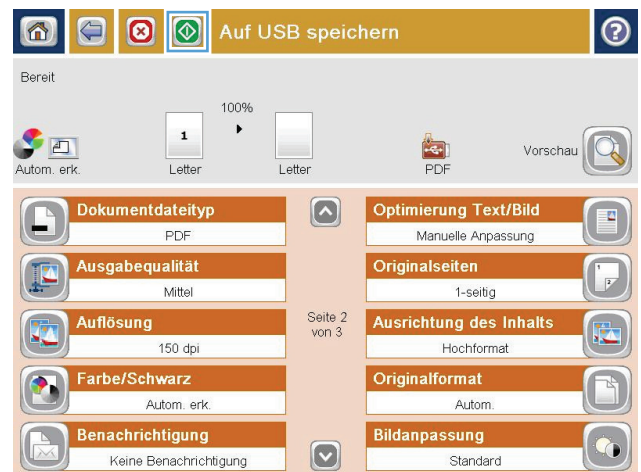 Auf USB speichern
?
Bereit
100%
1
Autom. erk.
Letter
Letter
PDF
Vorschau
Dokumentdateityp
PDF
Ausgabequalität
Mittel
Auflösung
150 dpi
Farbe/Schwarz
Autom. erk.
Benachrichtigung
Keine Benachrichtigung
Seite 2
von 3
Optimierung Text/Bild
Manuelle Anpassung
Originalseiten
1-seitig
1
2
Ausrichtung des Inhalts
Hochformat
Originalformat
Autom.
Bildanpassung
Standard